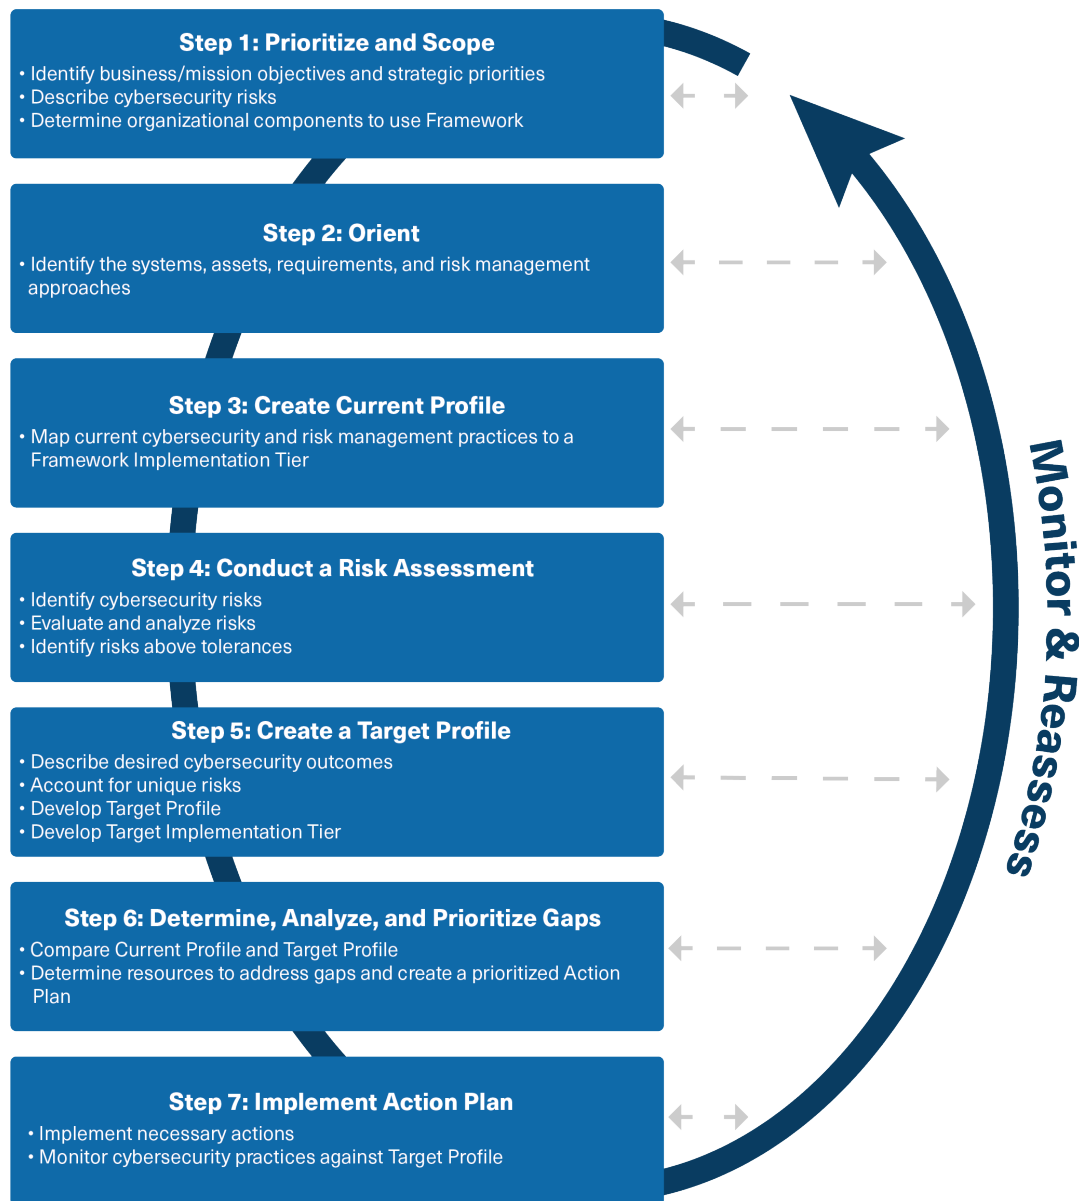 Step 1: Prioritize and Scope
• Identify business/mission objectives and strategic priorities
• Describe cybersecurity risks
• Determine organizational components to use Framework
Step 2: Orient
• Identify the systems, assets, requirements, and risk management
approaches
Step 3: Create Current Profile
• Map current cybersecurity and risk management practices to a
Framework Implementation Tier
Step 4: Conduct a Risk Assessment
• Identify cybersecurity risks
• Evaluate and analyze risks
• Identify risks above tolerances
Step 5: Create a Target Profile
• Describe desired cybersecurity outcomes
• Account for unique risks
• Develop Target Profile
• Develop Target Implementation Tier
Step 6: Determine, Analyze, and Prioritize Gaps
• Compare Current Profile and Target Profile
• Determine resources to address gaps and create a prioritized Action
Plan
Step 7: Implement Action Plan
• Implement necessary actions
• Monitor cybersecurity practices against Target Profile
Monitor & Reassess